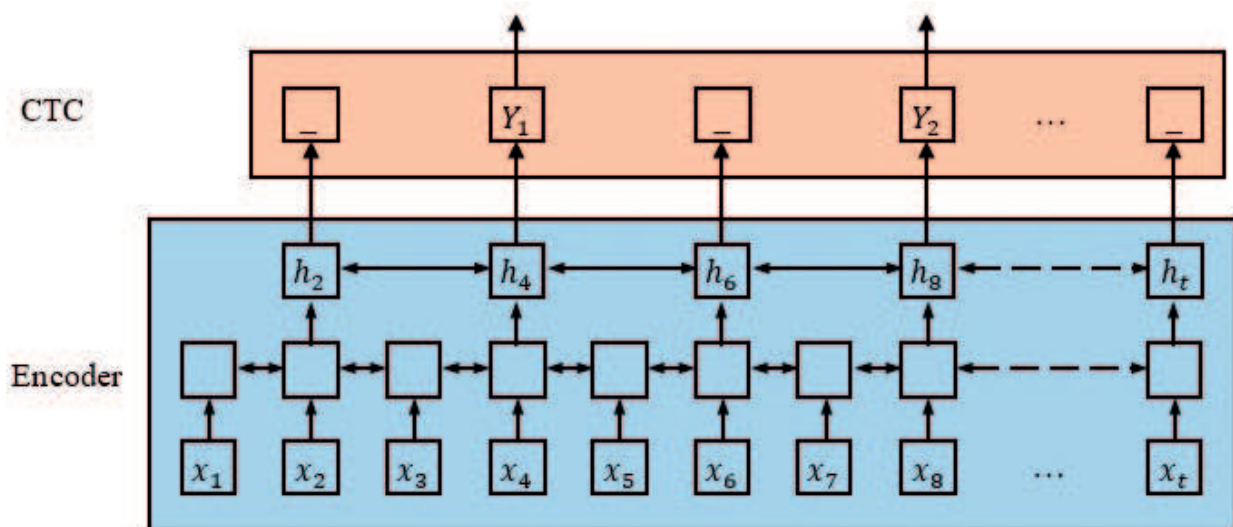 CTC
_ Y₁ _ Y₂ ... _
h₂ h₄ h₆ h₈ hₜ
Encoder
x₁ x₂ x₃ x₄ x₅ x₆ x₇ x₈ ... xₜ